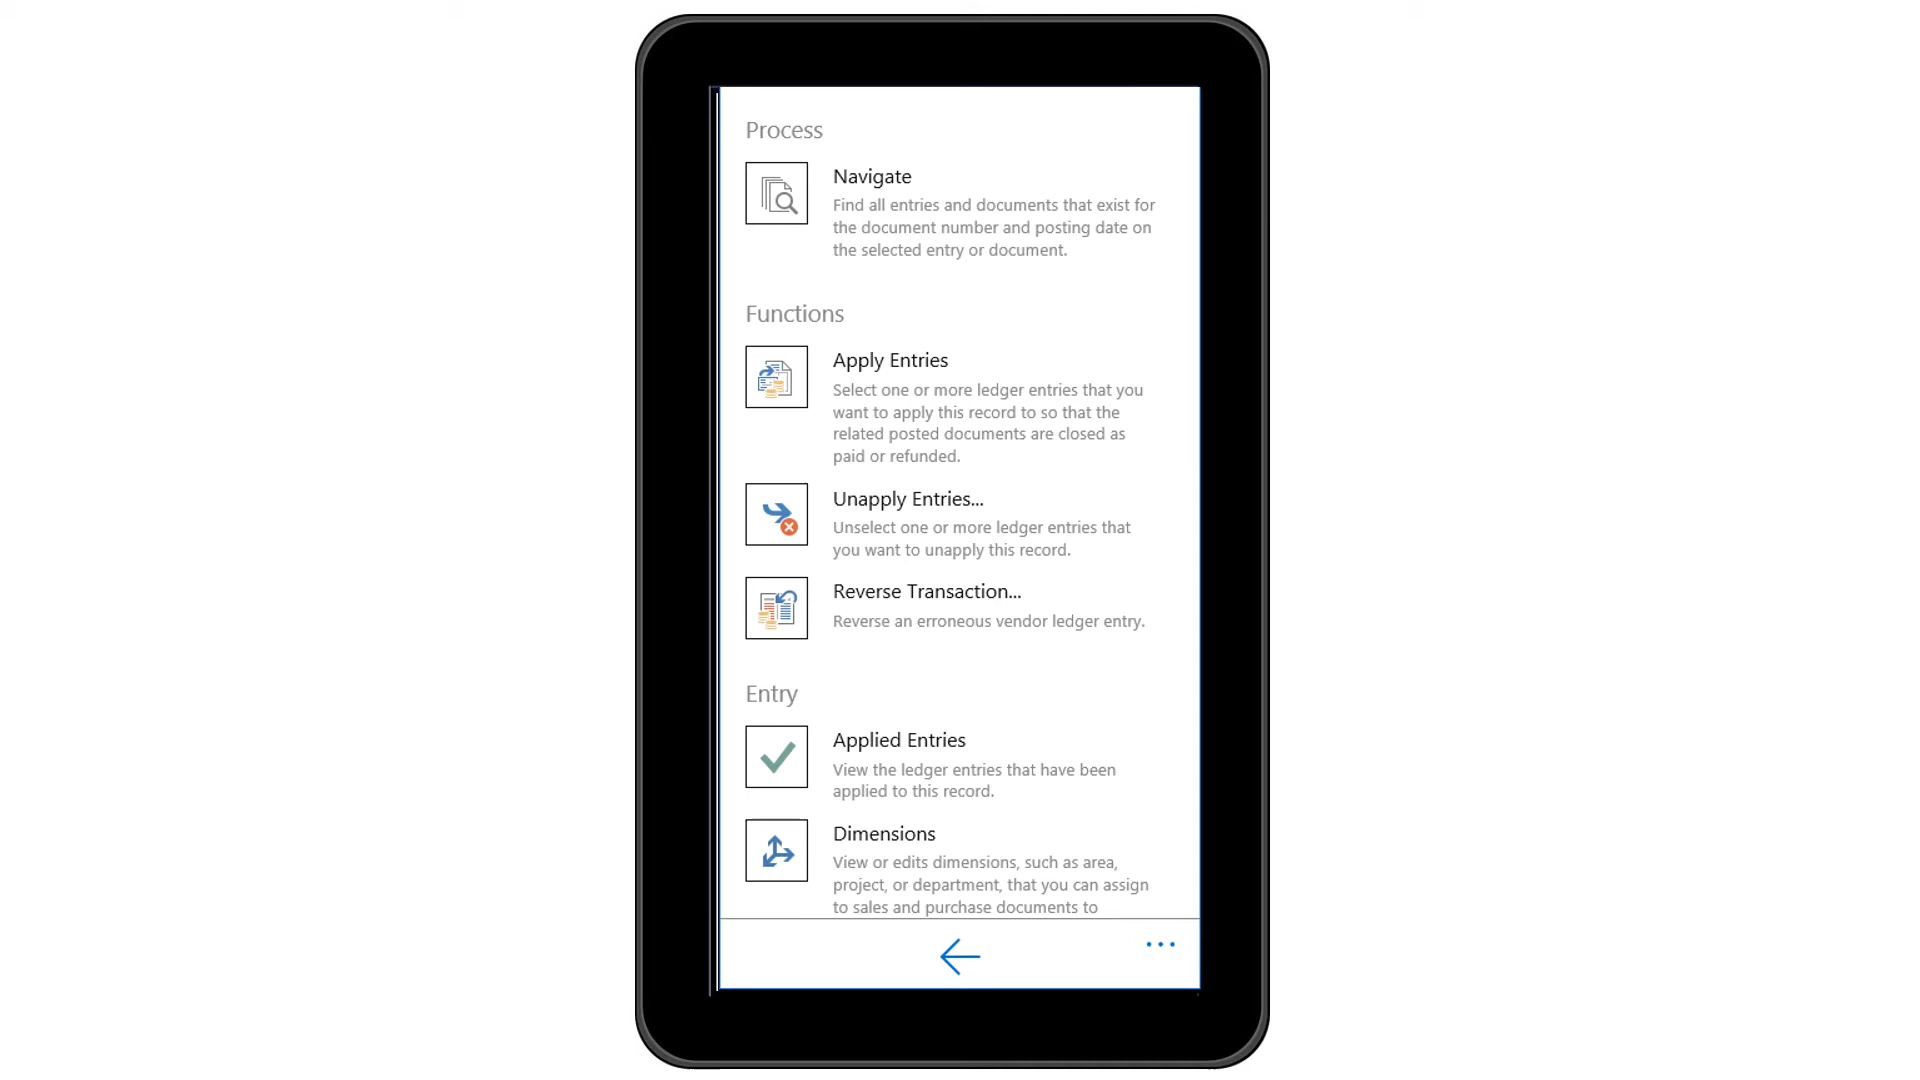 Process
Navigate
Find all entries and documents that exist for
the document number and posting date on
the selected entry or document.
Functions
Apply Entries
Select one or more ledger entries that you
want to apply this record to so that the
related posted documents are closed as
paid or refunded.
Unapply Entries...
Unselect one or more ledger entries that
you want to unapply this record.
Reverse Transaction...
Reverse an erroneous vendor ledger entry.
Entry
Applied Entries
View the ledger entries that have been
applied to this record.
Dimensions
View or edits dimensions, such as area,
project, or department, that you can assign
to sales and purchase documents to